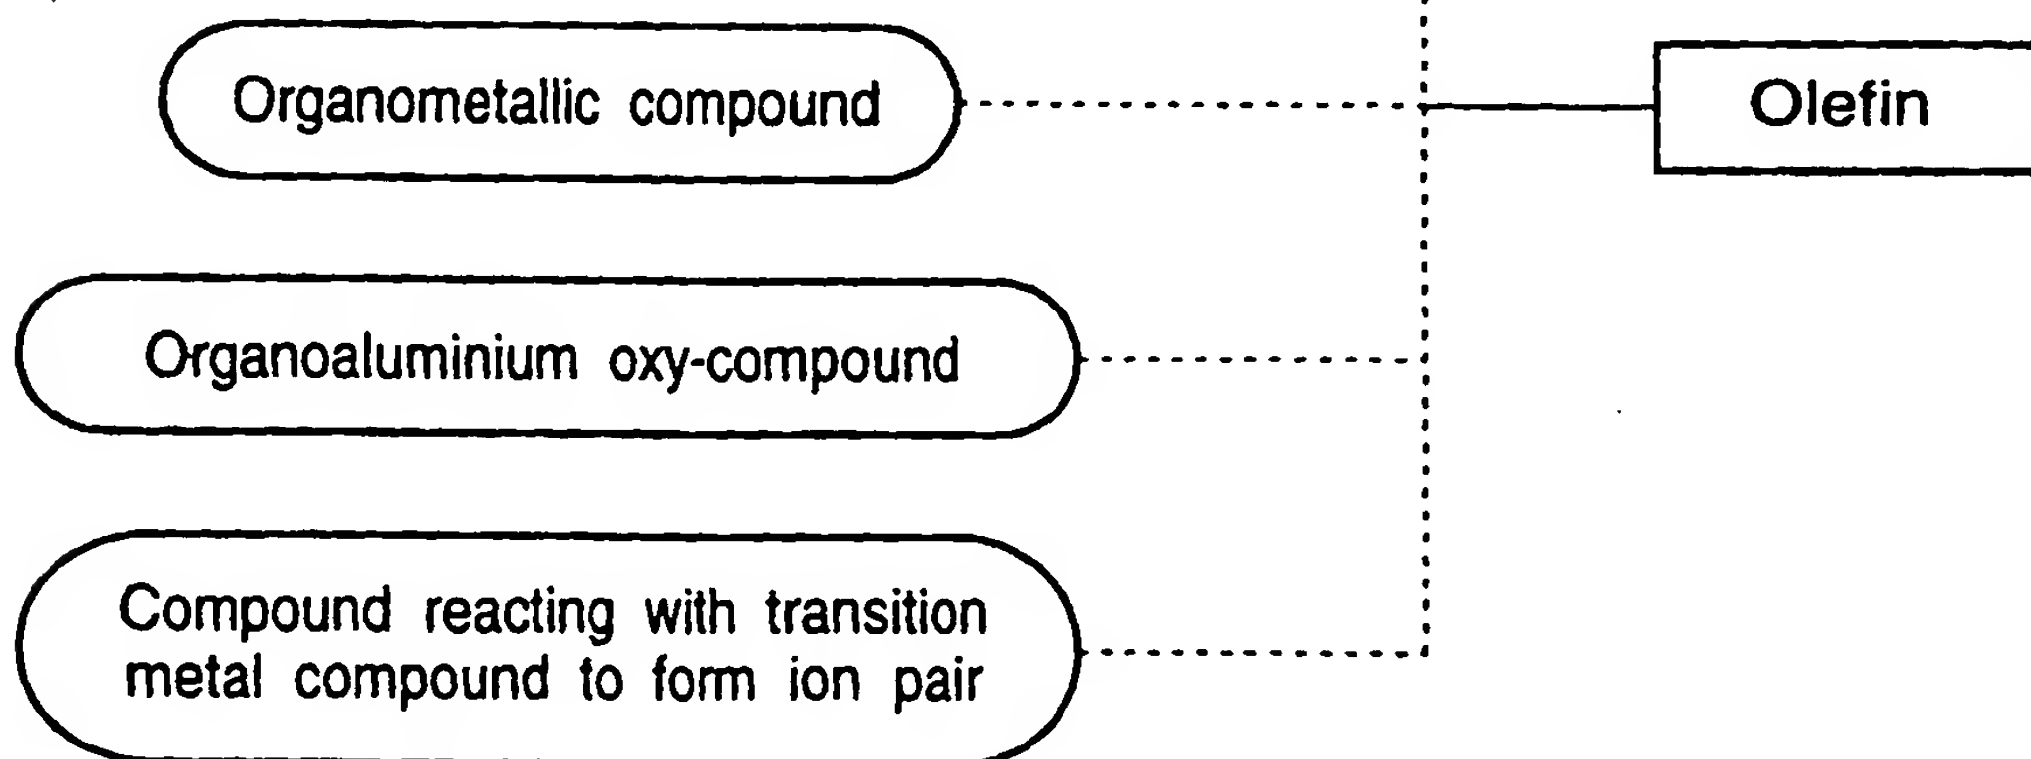 Organometallic compound
Olefin
Organoaluminium oxy-compound
Compound reacting with transition
metal compound to form ion pair